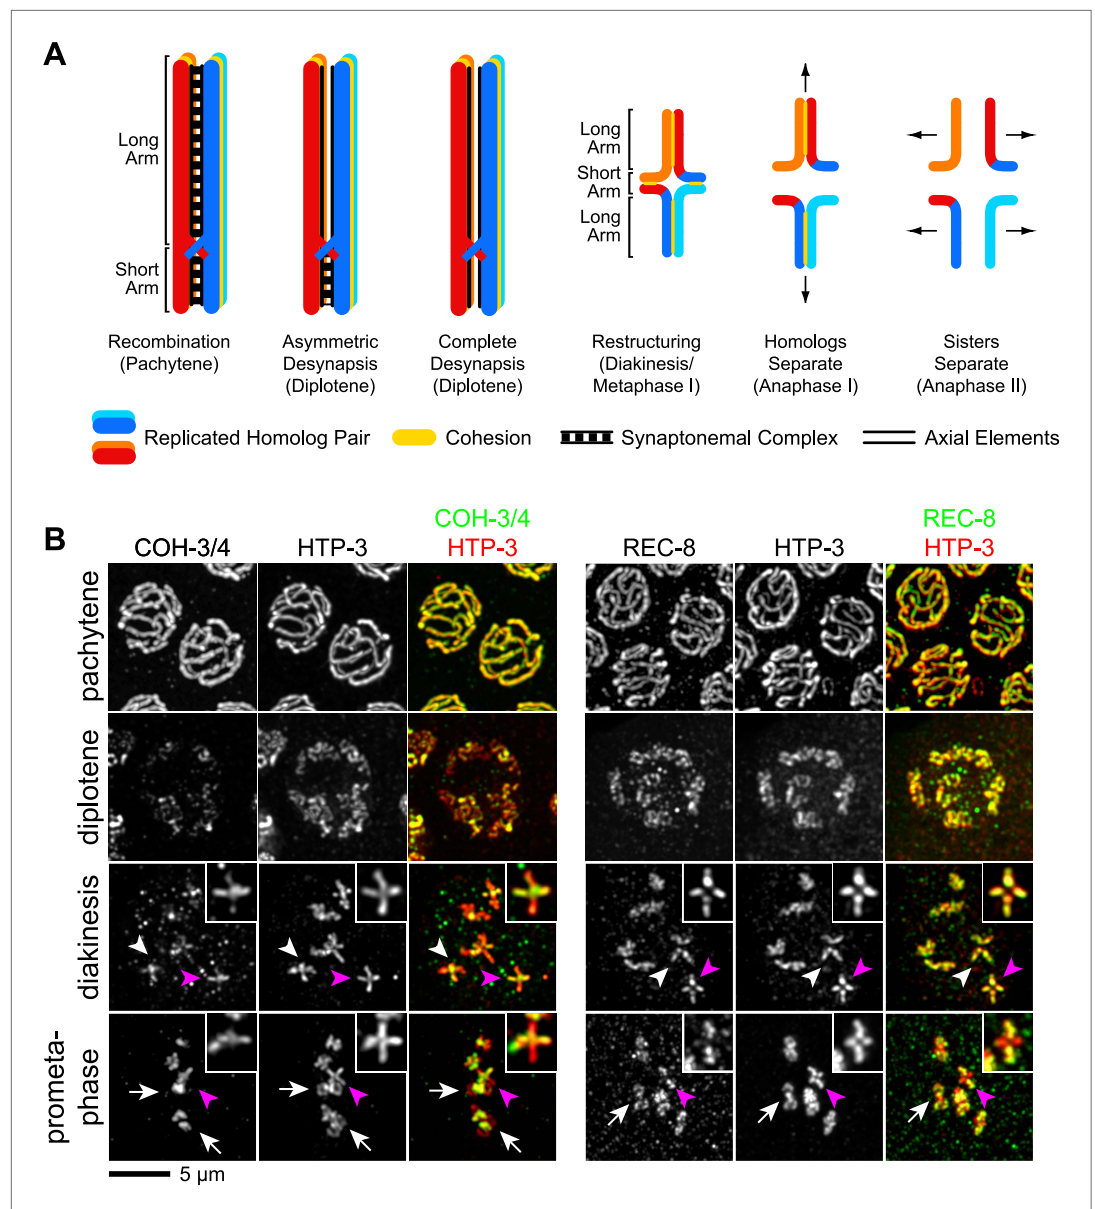 A
Long
Arm
Short
Arm
Long
Arm
Short
Arm
Long
Arm
Recombination
(Pachytene)
Asymmetric
Desynapsis
(Diplotene)
Complete
Desynapsis
(Diplotene)
Restructuring
(Diakinesis/
Metaphase I)
Homologs
Separate
(Anaphase I)
Sisters
Separate
(Anaphase II)
Replicated Homolog Pair
Cohesion
Synaptonemal Complex
Axial Elements
B
COH-3/4
HTP-3
COH-3/4
HTP-3
REC-8
HTP-3
REC-8
HTP-3
pachytene
diplotene
diakinesis
prometa-
phase
5 µm